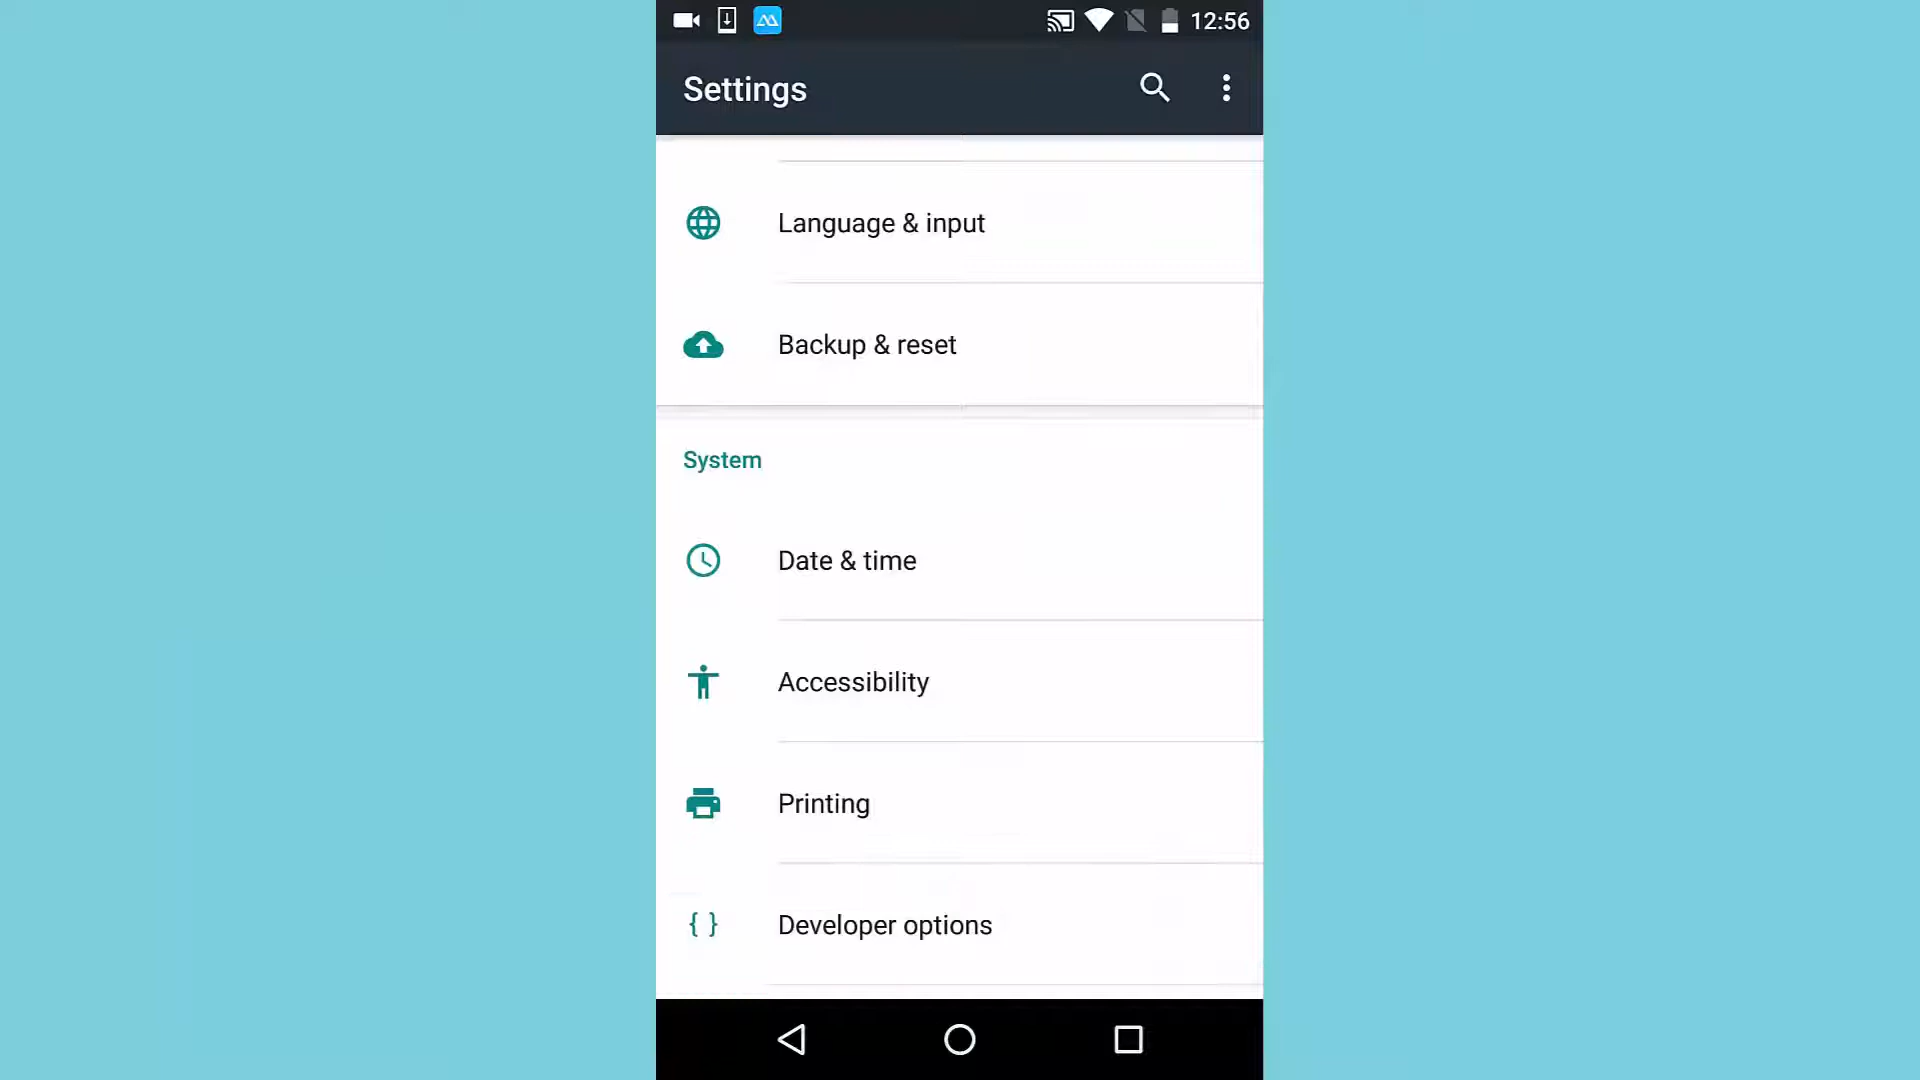 12:56
Settings
Language & input
Backup & reset
System
Date & time
Accessibility
Printing
{ } Developer options